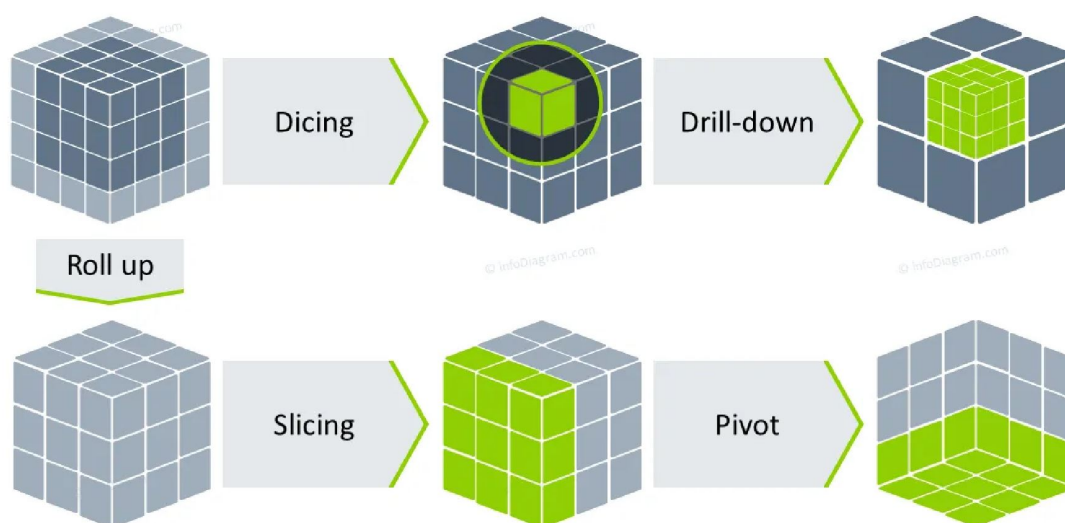 Dicing
Drill-down
© infoDiagram.com
© infoDiagram.com
Roll up
Slicing
Pivot